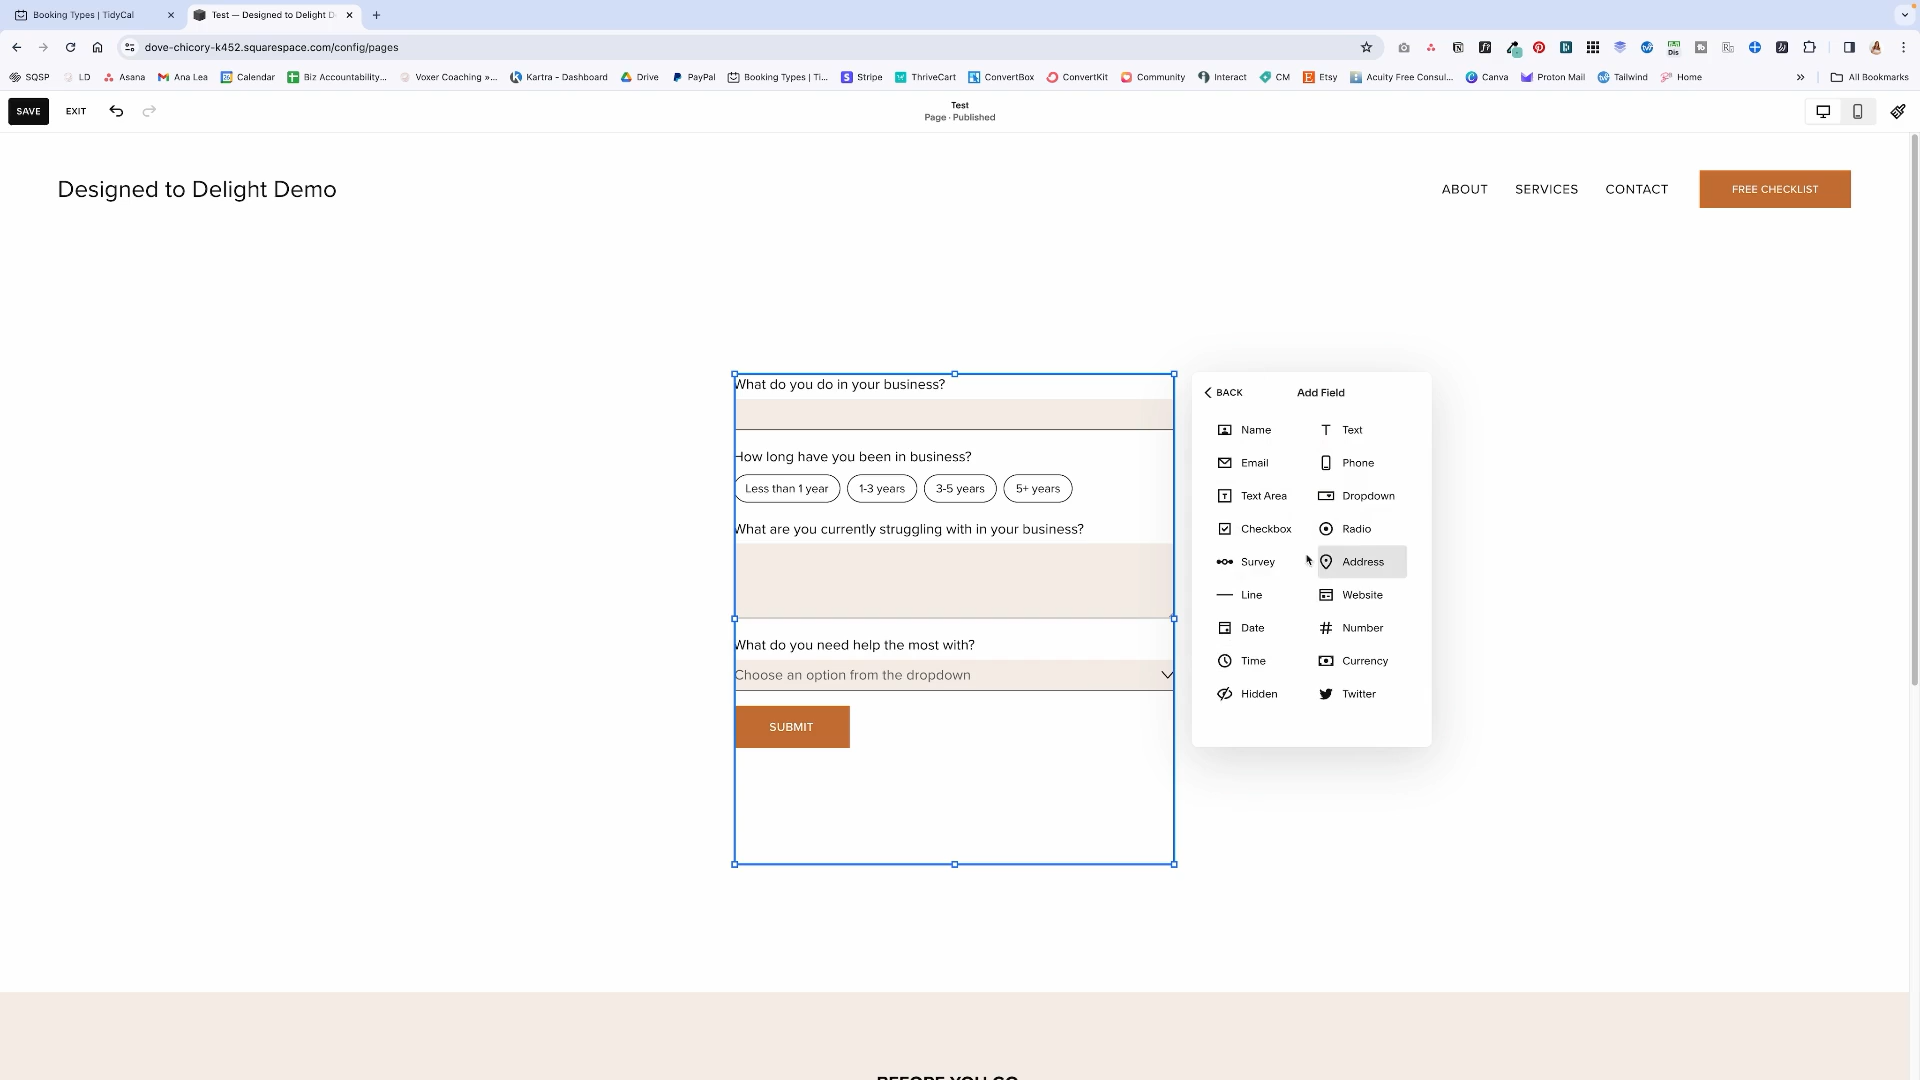 Booking Types | TidyCal
Test — Designed to Delight D
dove-chicory-k452.squarespace.com/config/pages
SQSP
LD
Asana
Ana Lea
Calendar
Biz Accountability...
Voxer Coaching »...
Kartra - Dashboard
Drive
PayPal
Booking Types | Ti...
Stripe
ThriveCart
ConvertBox
ConvertKit
Community
Interact
CM
Etsy
Acuity Free Consul...
Canva
Proton Mail
Tailwind
Home
»
All Bookmarks
SAVE
EXIT
Test
Page · Published
Designed to Delight Demo
ABOUT
SERVICES
CONTACT
FREE CHECKLIST
What do you do in your business?
How long have you been in business?
Less than 1 year
1-3 years
3-5 years
5+ years
What are you currently struggling with in your business?
What do you need help the most with?
Choose an option from the dropdown
SUBMIT
BACK
Add Field
Name
Text
Email
Phone
Text Area
Dropdown
Checkbox
Radio
Survey
Address
Line
Website
Date
Number
Time
Currency
Hidden
Twitter
BEFORE YOU GO